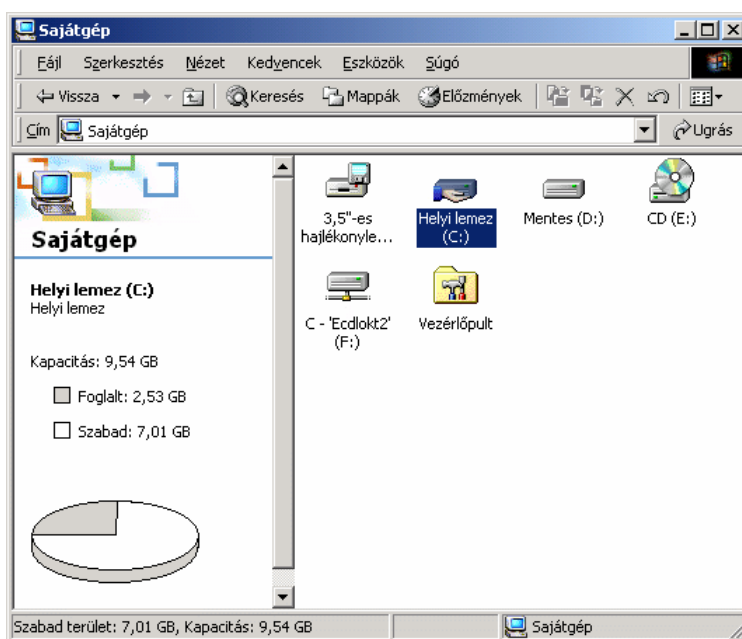 Sajátgép
Fájl Szerkesztés Nézet Kedvencek Eszközök Súgó
Vissza Keresés Mappák Előzmények
Cím Sajátgép Ugrás
Sajátgép
Helyi lemez (C:)
Helyi lemez
Kapacitás: 9,54 GB
Foglalt: 2,53 GB
Szabad: 7,01 GB
3,5"-es
hajlékonyle...
Helyi lemez
(C:)
Mentes (D:)
CD (E:)
C - 'Ecdlokt2'
(F:)
Vezérlőpult
Szabad terület: 7,01 GB, Kapacitás: 9,54 GB Sajátgép